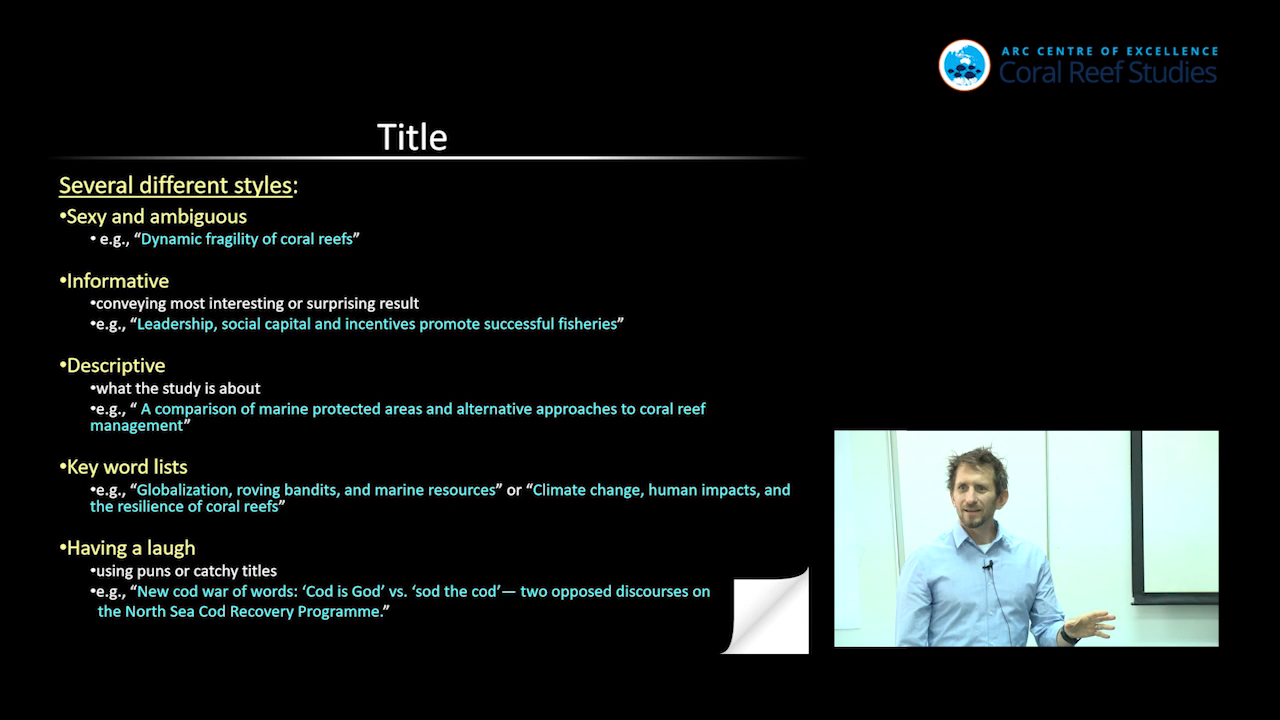 ARC CENTRE OF EXCELLENCE
Coral Reef Studies
Title
Several different styles:
•Sexy and ambiguous
• e.g., “Dynamic fragility of coral reefs”
•Informative
•conveying most interesting or surprising result
•e.g., “Leadership, social capital and incentives promote successful fisheries”
•Descriptive
•what the study is about
•e.g., “ A comparison of marine protected areas and alternative approaches to coral reef
management”
•Key word lists
•e.g., “Globalization, roving bandits, and marine resources” or “Climate change, human impacts, and
the resilience of coral reefs”
•Having a laugh
•using puns or catchy titles
•e.g., “New cod war of words: ‘Cod is God’ vs. ‘sod the cod’— two opposed discourses on
the North Sea Cod Recovery Programme.”